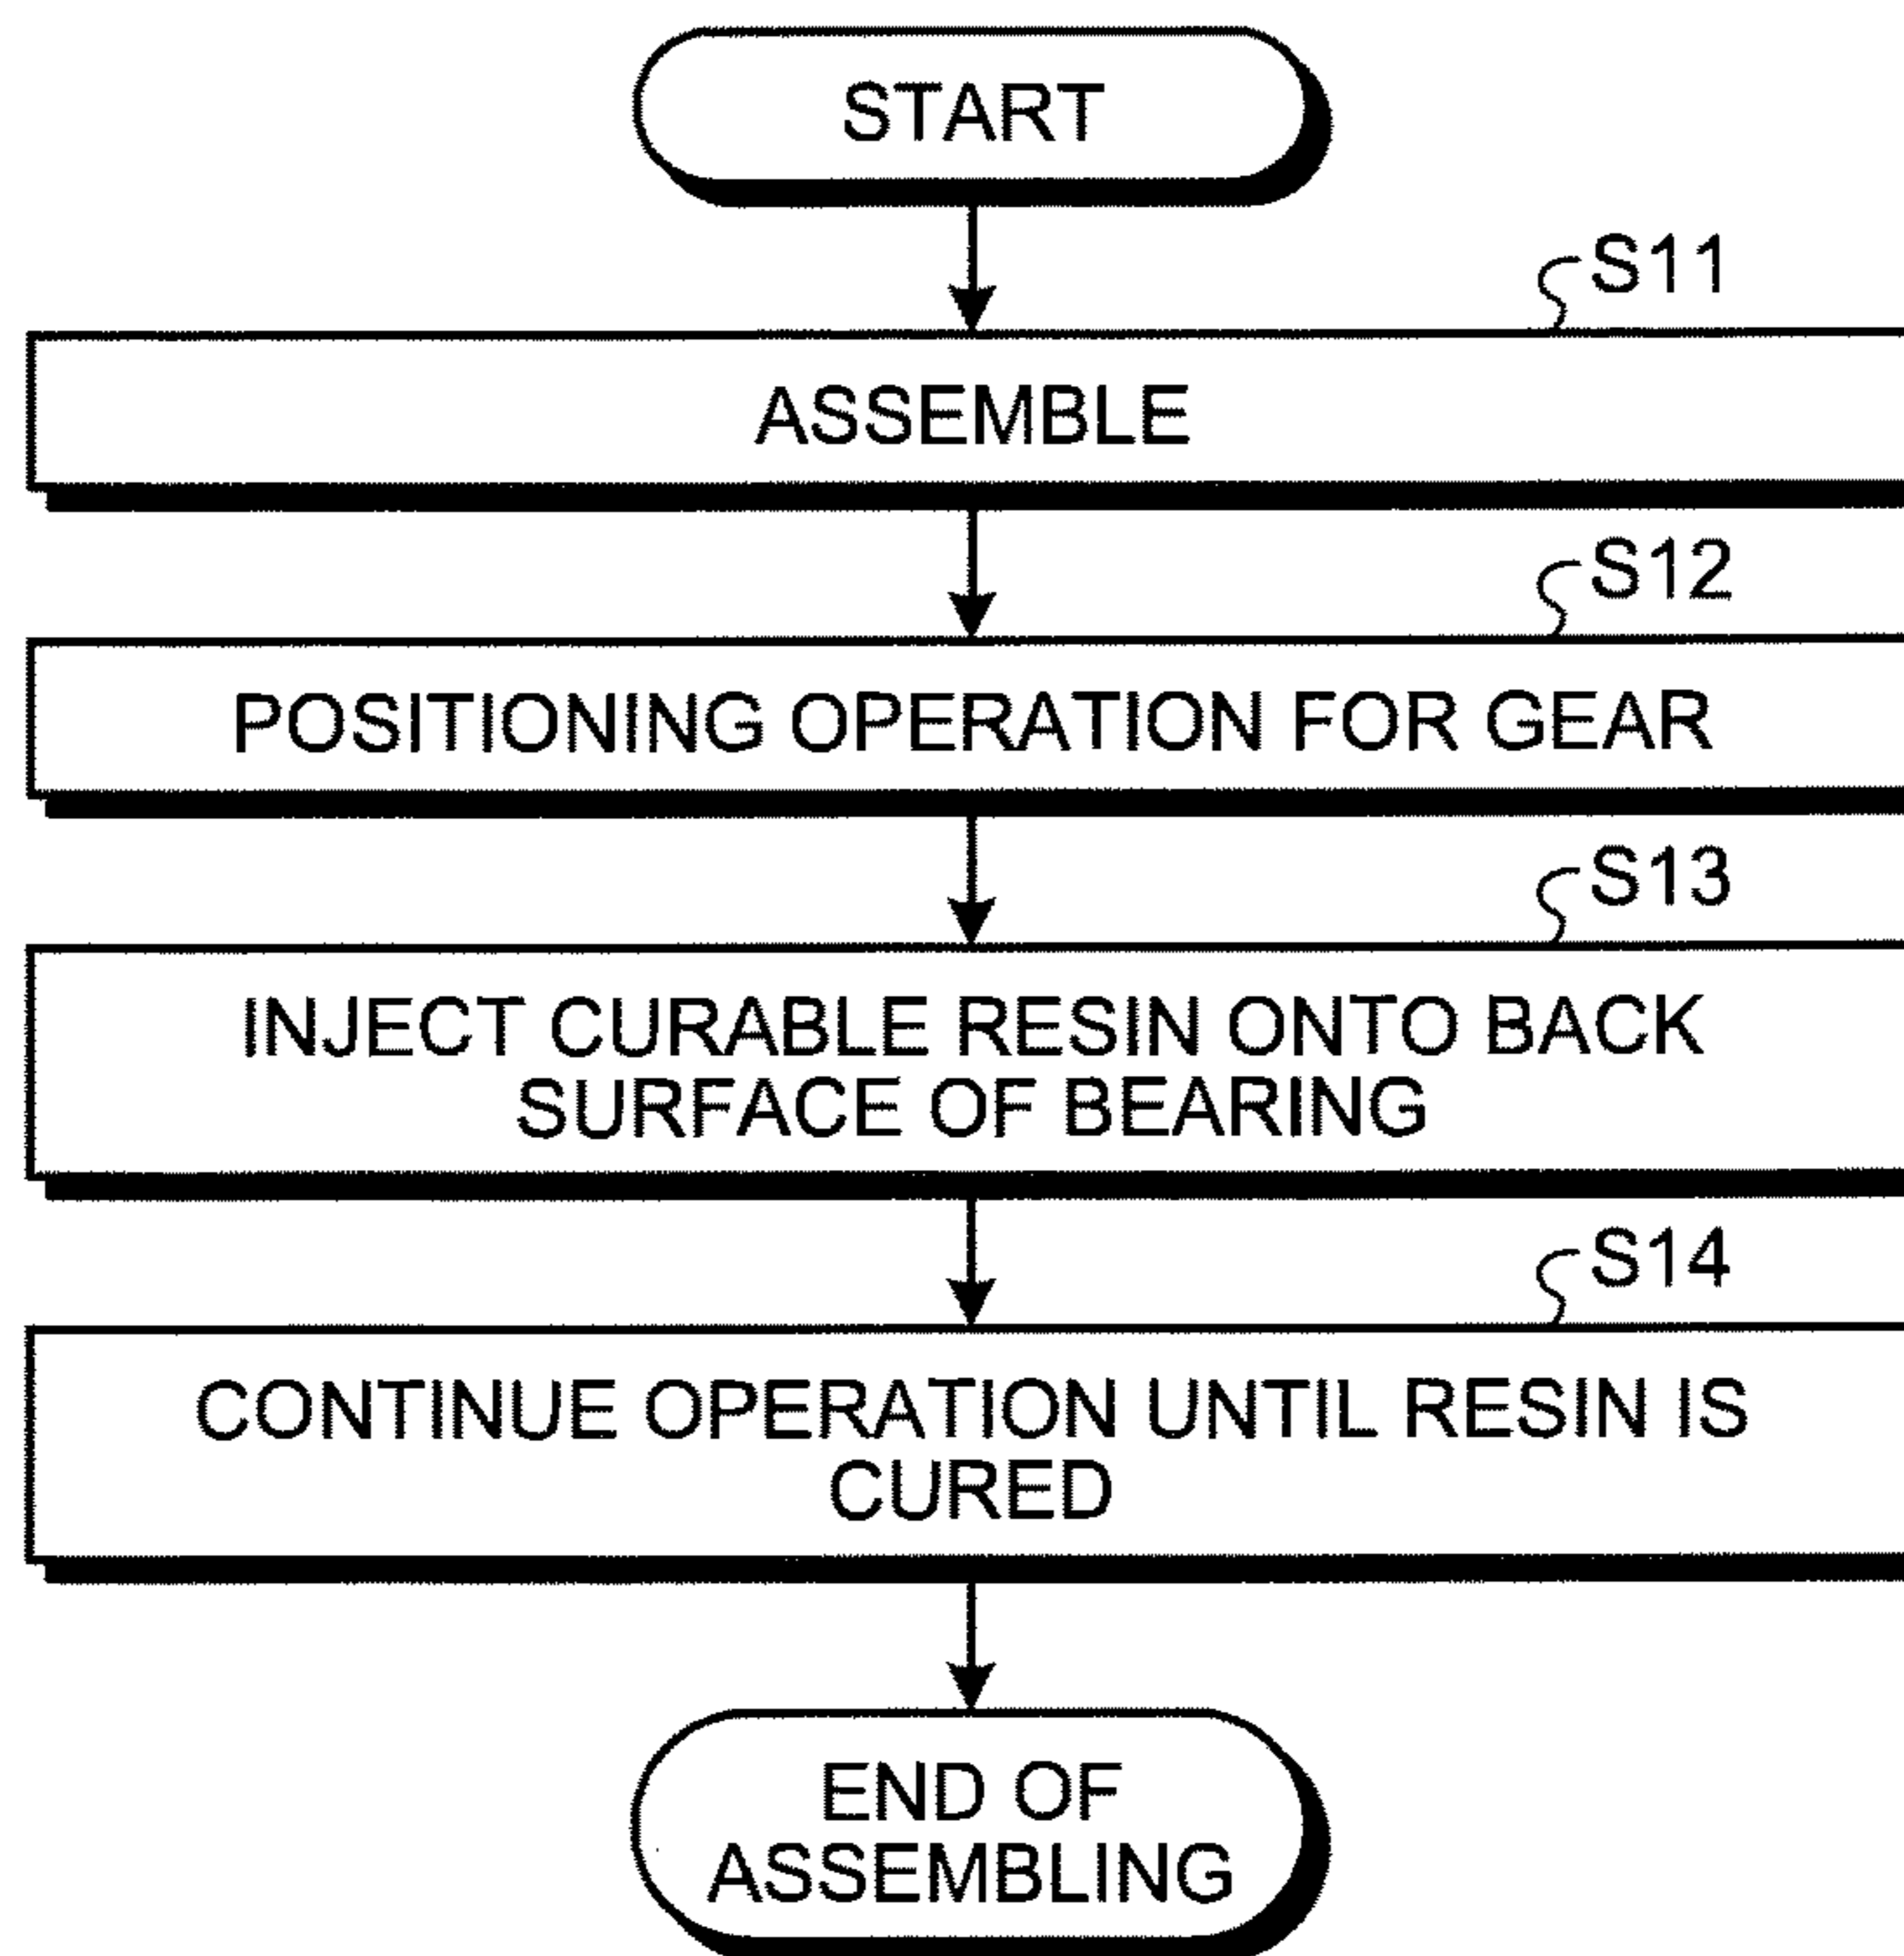 START
S11
ASSEMBLE
S12
POSITIONING OPERATION FOR GEAR
S13
INJECT CURABLE RESIN ONTO BACK
SURFACE OF BEARING
S14
CONTINUE OPERATION UNTIL RESIN IS
CURED
END OF
ASSEMBLING